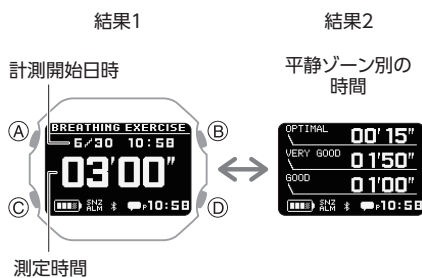 結果1
結果2
計測開始日時
平静ゾーン別の
時間
A
B
C
D
BREATHING EXERCISE
6/30 10:58
03'00"
SNZ
ALM
P10:58
OPTIMAL
00'15"
VERY GOOD
01'50"
GOOD
01'00"
SNZ
ALM
P10:58
測定時間